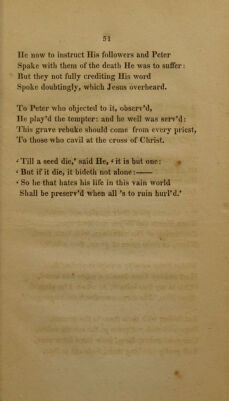 51
He now to instruct His followers and Peter
Spake with them of the death He was to suffer:
But they not fully crediting His word
Spoke doubtingly, which Jesus overheard.
To Peter who objected to it, observ'd,
He play'd the tempter: and he well was serv'd:
This grave rebuke should come from every priest,
To those who cavil at the cross of Christ.
‘Till a seed die,’ said He, ‘it is but one:
‘But if it die, it bideth not alone:——
‘So he that hates his life in this vain world
Shall be preserv'd when all 's to ruin hurl'd.’